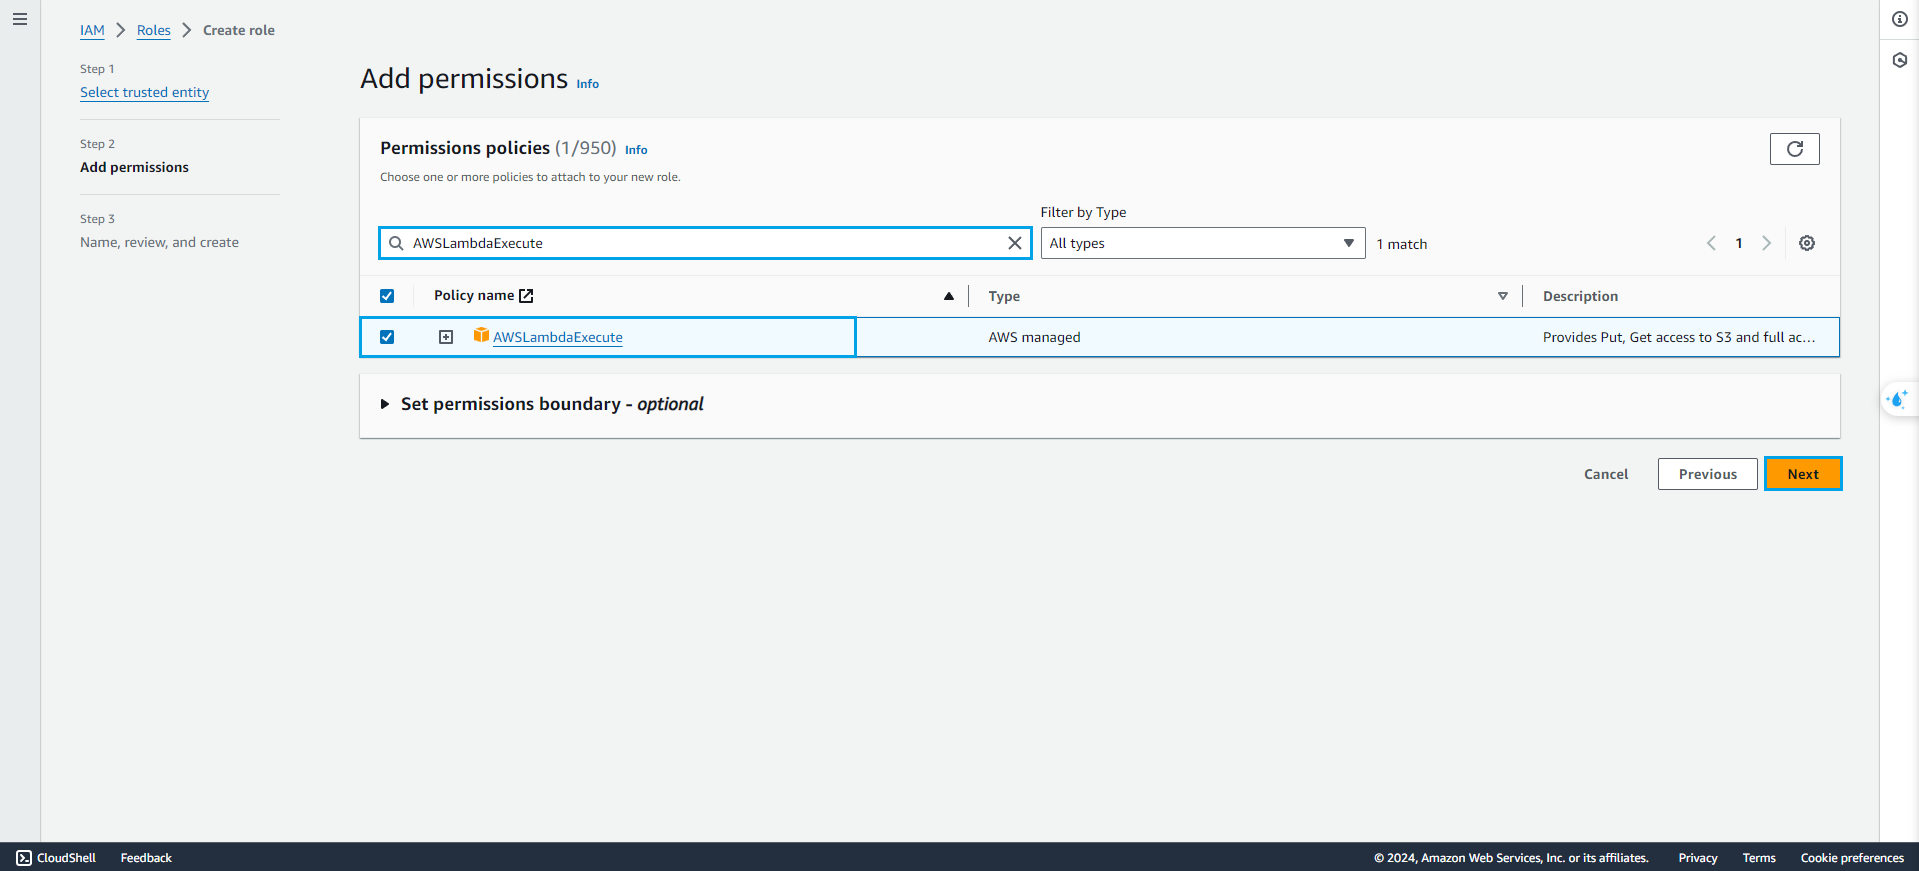 IAM > Roles > Create role
Step 1
Select trusted entity
Step 2
Add permissions
Step 3
Name, review, and create
Add permissions Info
Permissions policies (1/950) Info
Choose one or more policies to attach to your new role.
Filter by Type
AWSLambdaExecute
All types
1 match
1
Policy name
Type
Description
AWSLambdaExecute
AWS managed
Provides Put, Get access to S3 and full ac...
Set permissions boundary - optional
Cancel
Previous
Next
CloudShell
Feedback
© 2024, Amazon Web Services, Inc. or its affiliates.
Privacy
Terms
Cookie preferences